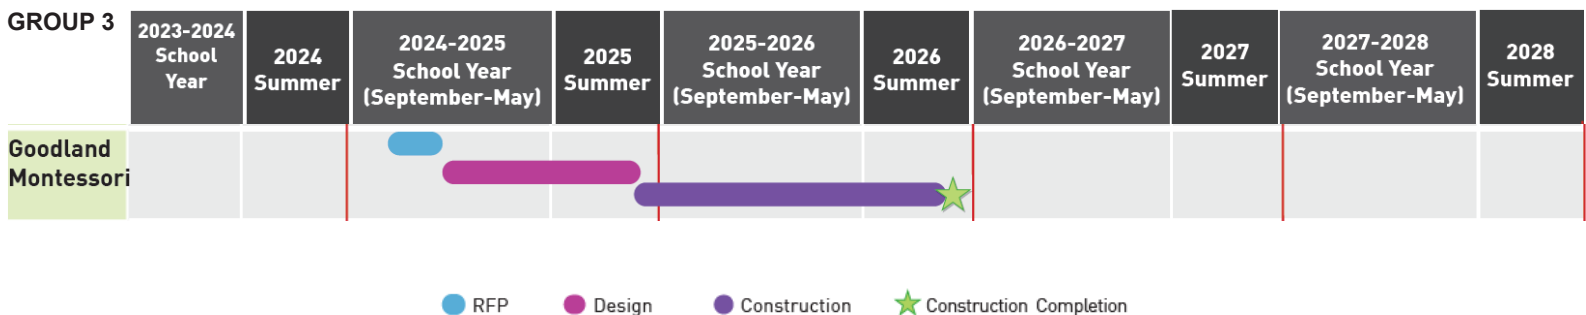 GROUP 3
2023-2024
School
Year
2024
Summer
2024-2025
School Year
(September-May)
2025
Summer
2025-2026
School Year
(September-May)
2026
Summer
2026-2027
School Year
(September-May)
2027
Summer
2027-2028
School Year
(September-May)
2028
Summer
Goodland
Montessori
RFP
Design
Construction
Construction Completion